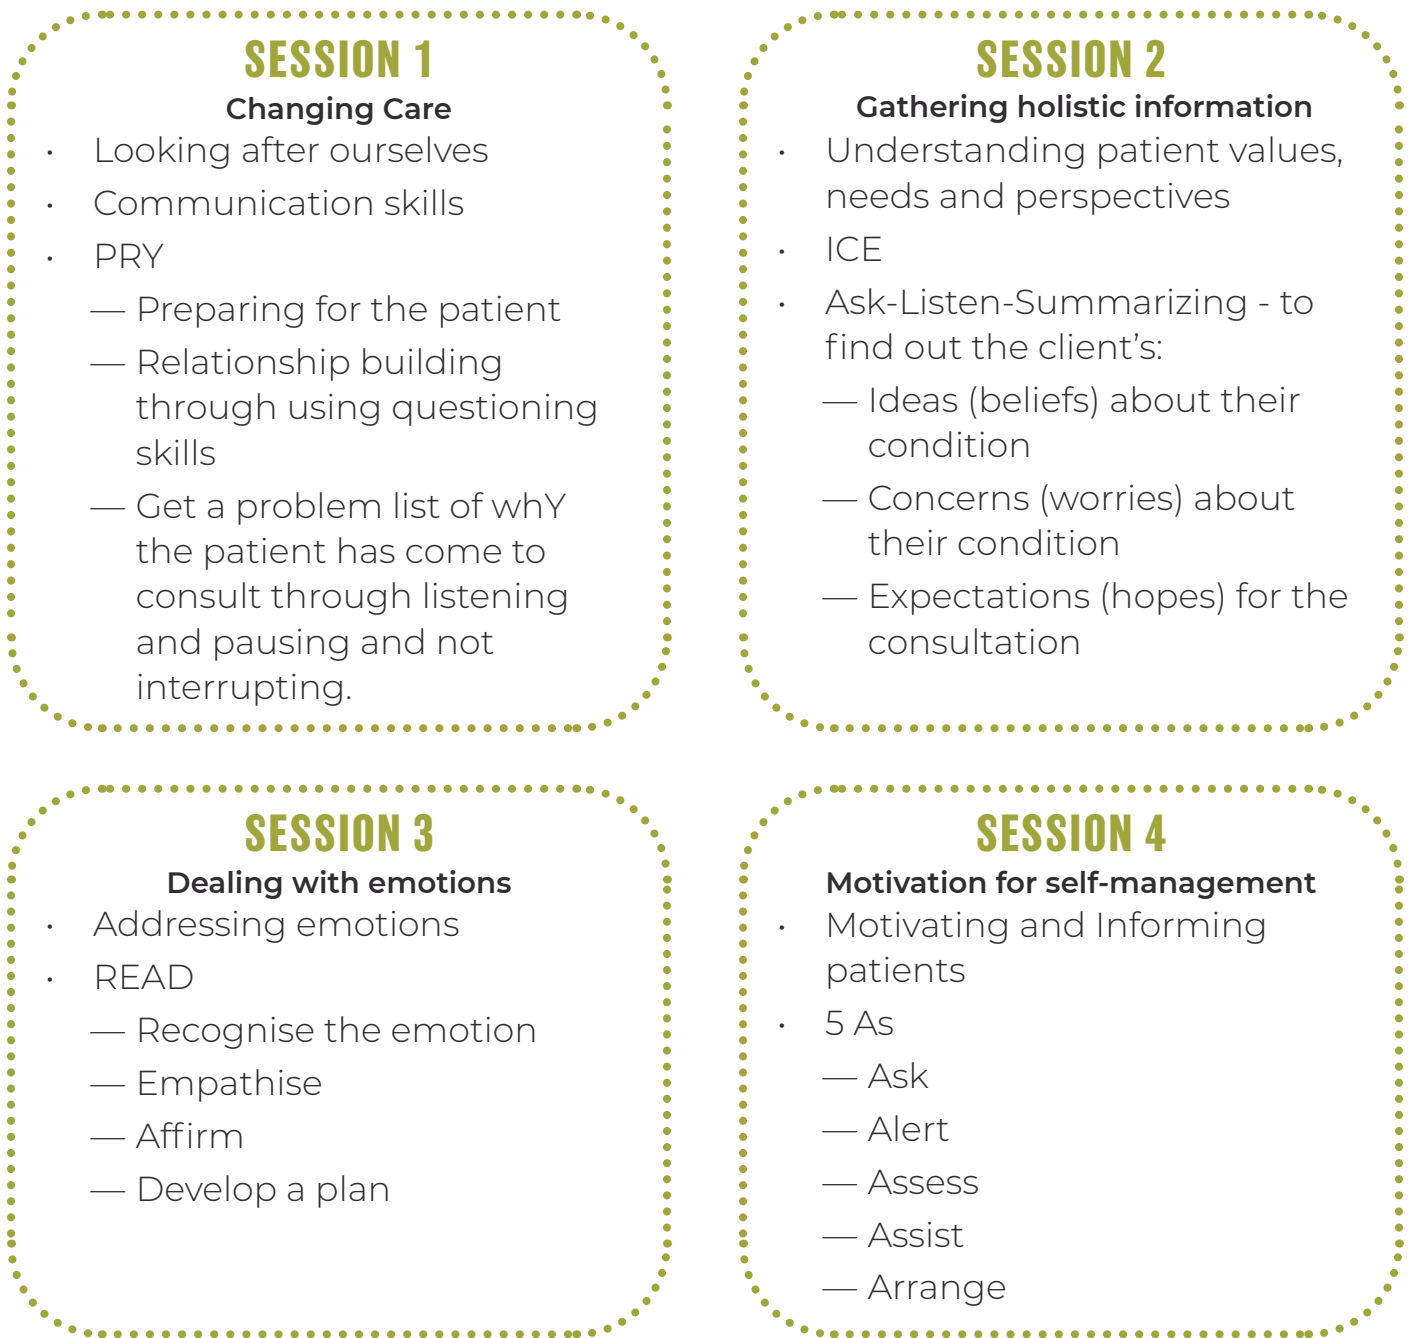 SESSION 1
Changing Care
· Looking after ourselves
· Communication skills
· PRY
— Preparing for the patient
— Relationship building
through using questioning
skills
— Get a problem list of whY
the patient has come to
consult through listening
and pausing and not
interrupting.
SESSION 2
Gathering holistic information
· Understanding patient values,
needs and perspectives
· ICE
· Ask-Listen-Summarizing - to
find out the client’s:
— Ideas (beliefs) about their
condition
— Concerns (worries) about
their condition
— Expectations (hopes) for the
consultation
SESSION 3
Dealing with emotions
· Addressing emotions
· READ
— Recognise the emotion
— Empathise
— Affirm
— Develop a plan
SESSION 4
Motivation for self-management
· Motivating and Informing
patients
· 5 As
— Ask
— Alert
— Assess
— Assist
— Arrange